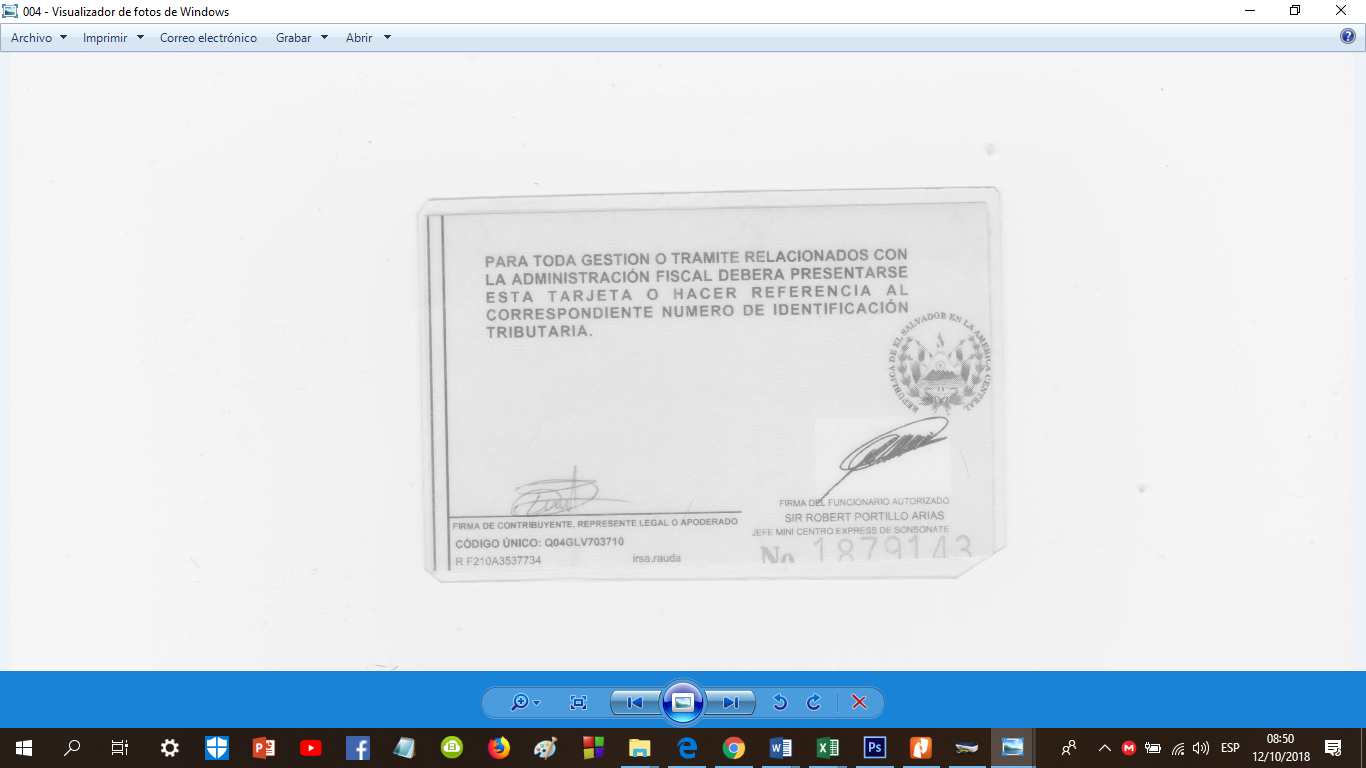 004 - Visualizador de fotos de Windows
Archivo Imprimir Correo electrónico Grabar Abrir
PARA TODA GESTION O TRAMITE RELACIONADOS CON
LA ADMINISTRACIÓN FISCAL DEBERA PRESENTARSE
ESTA TARJETA O HACER REFERENCIA AL
CORRESPONDIENTE NUMERO DE IDENTIFICACIÓN
TRIBUTARIA.
REPÚBLICA DE EL SALVADOR EN LA AMERICA CENTRAL
FIRMA DEL FUNCIONARIO AUTORIZADO
SIR ROBERT PORTILLO ARIAS
JEFE MINI CENTRO EXPRESS DE SONSONATE
No 1879143
FIRMA DE CONTRIBUYENTE, REPRESENTE LEGAL O APODERADO
CÓDIGO ÚNICO: Q04GLV703710
R F210A3537734 irsa.rauda
ESP
08:50
12/10/2018